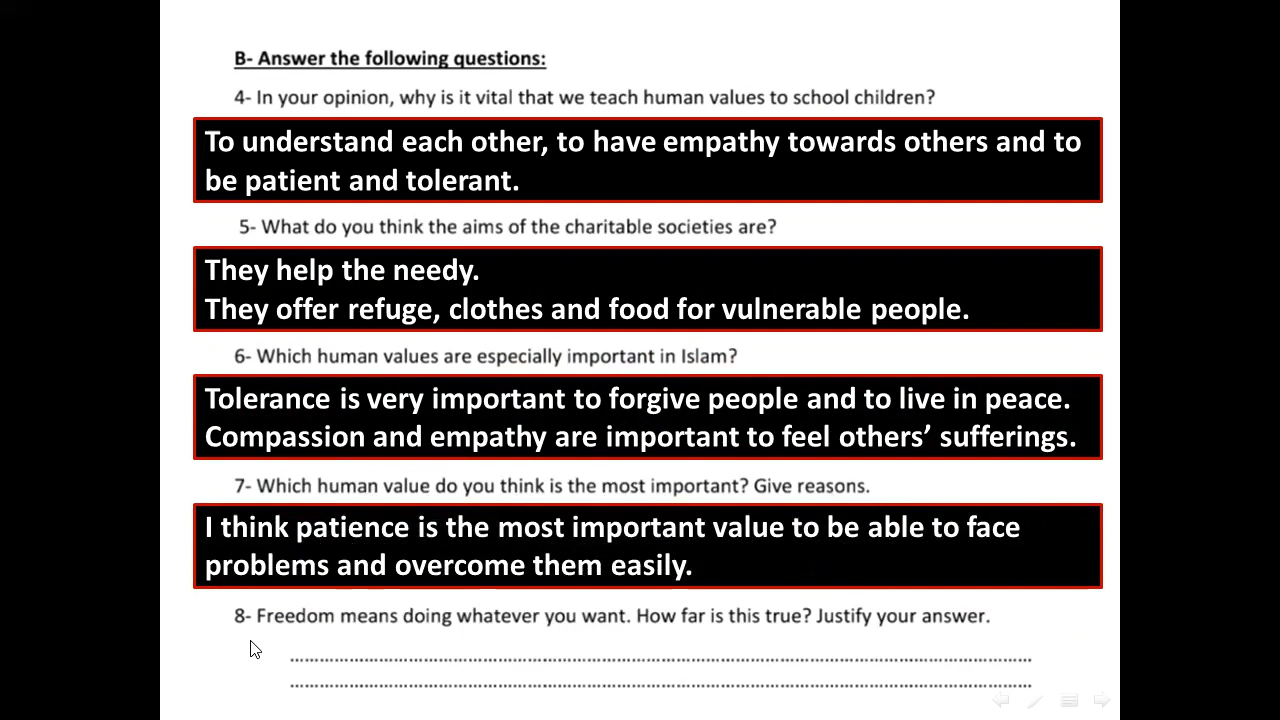 B- Answer the following questions:
4- In your opinion, why is it vital that we teach human values to school children?
To understand each other, to have empathy towards others and to
be patient and tolerant.
5- What do you think the aims of the charitable societies are?
They help the needy.
They offer refuge, clothes and food for vulnerable people.
6- Which human values are especially important in Islam?
Tolerance is very important to forgive people and to live in peace.
Compassion and empathy are important to feel others’ sufferings.
7- Which human value do you think is the most important? Give reasons.
I think patience is the most important value to be able to face
problems and overcome them easily.
8- Freedom means doing whatever you want. How far is this true? Justify your answer.